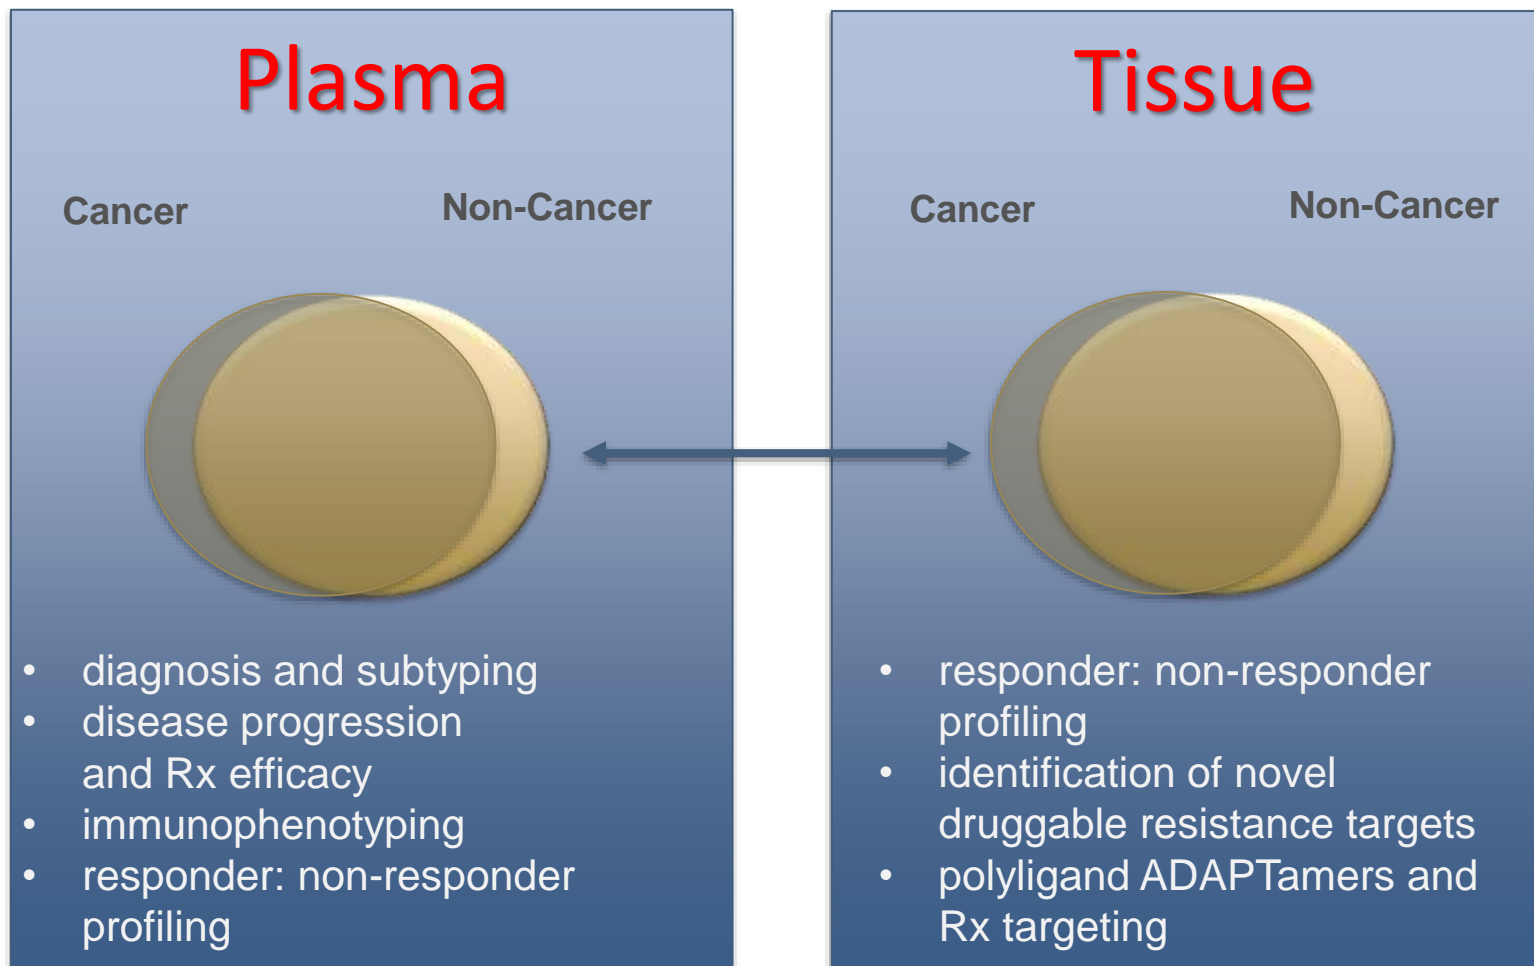 Plasma
Cancer
Non-Cancer
• diagnosis and subtyping
• disease progression
and Rx efficacy
• immunophenotyping
• responder: non-responder
profiling
Tissue
Cancer
Non-Cancer
• responder: non-responder
profiling
• identification of novel
druggable resistance targets
• polyligand ADAPTamers and
Rx targeting